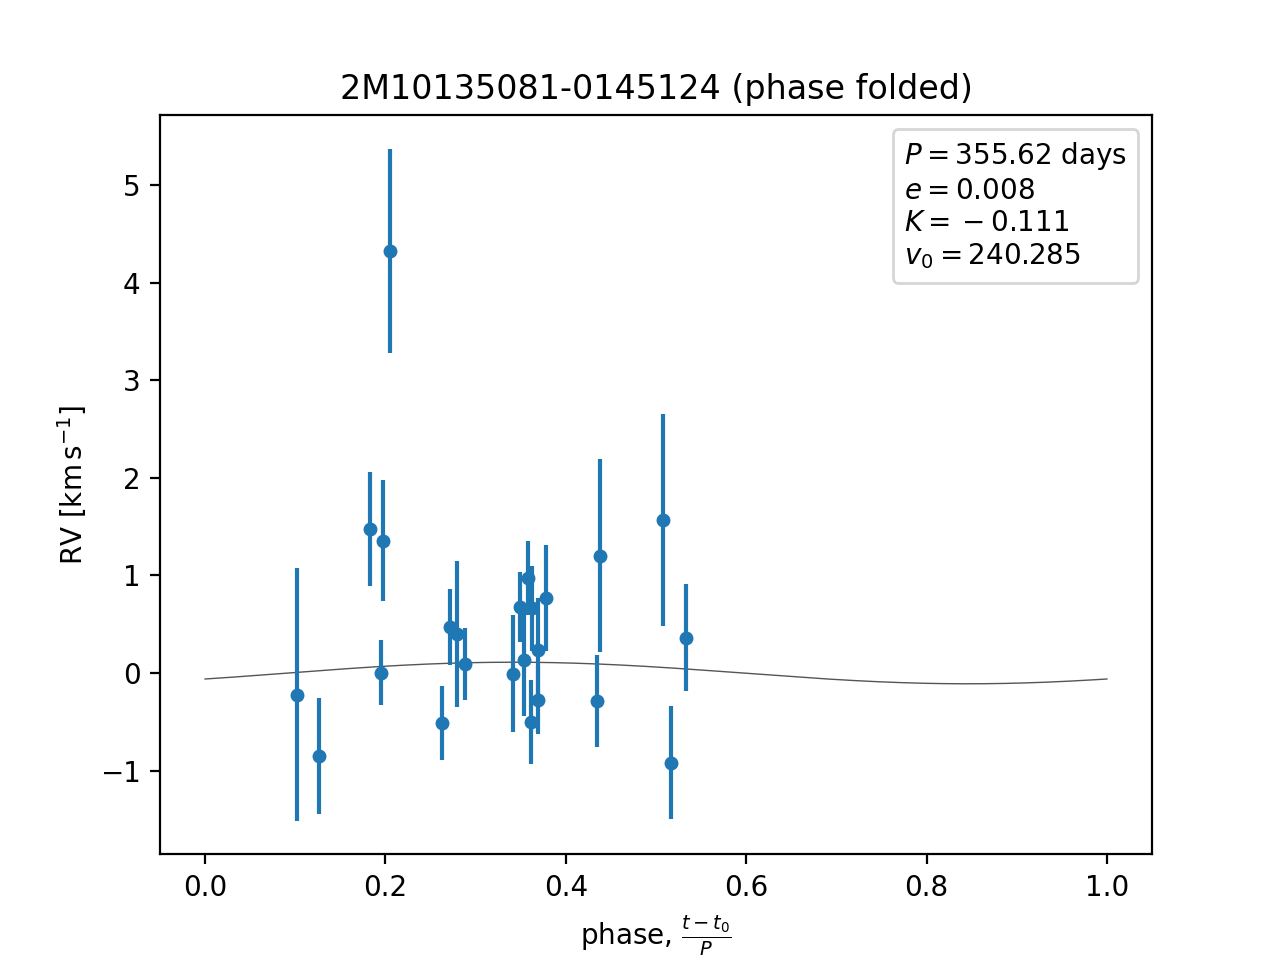 2M10135081-0145124 (phase folded)
P = 355.62 days
e = 0.008
K = −0.111
v₀ = 240.285
5
4
3
2
1
0
−1
RV [km s⁻¹]
0.0 0.2 0.4 0.6 0.8 1.0
phase, (t − t₀)/P